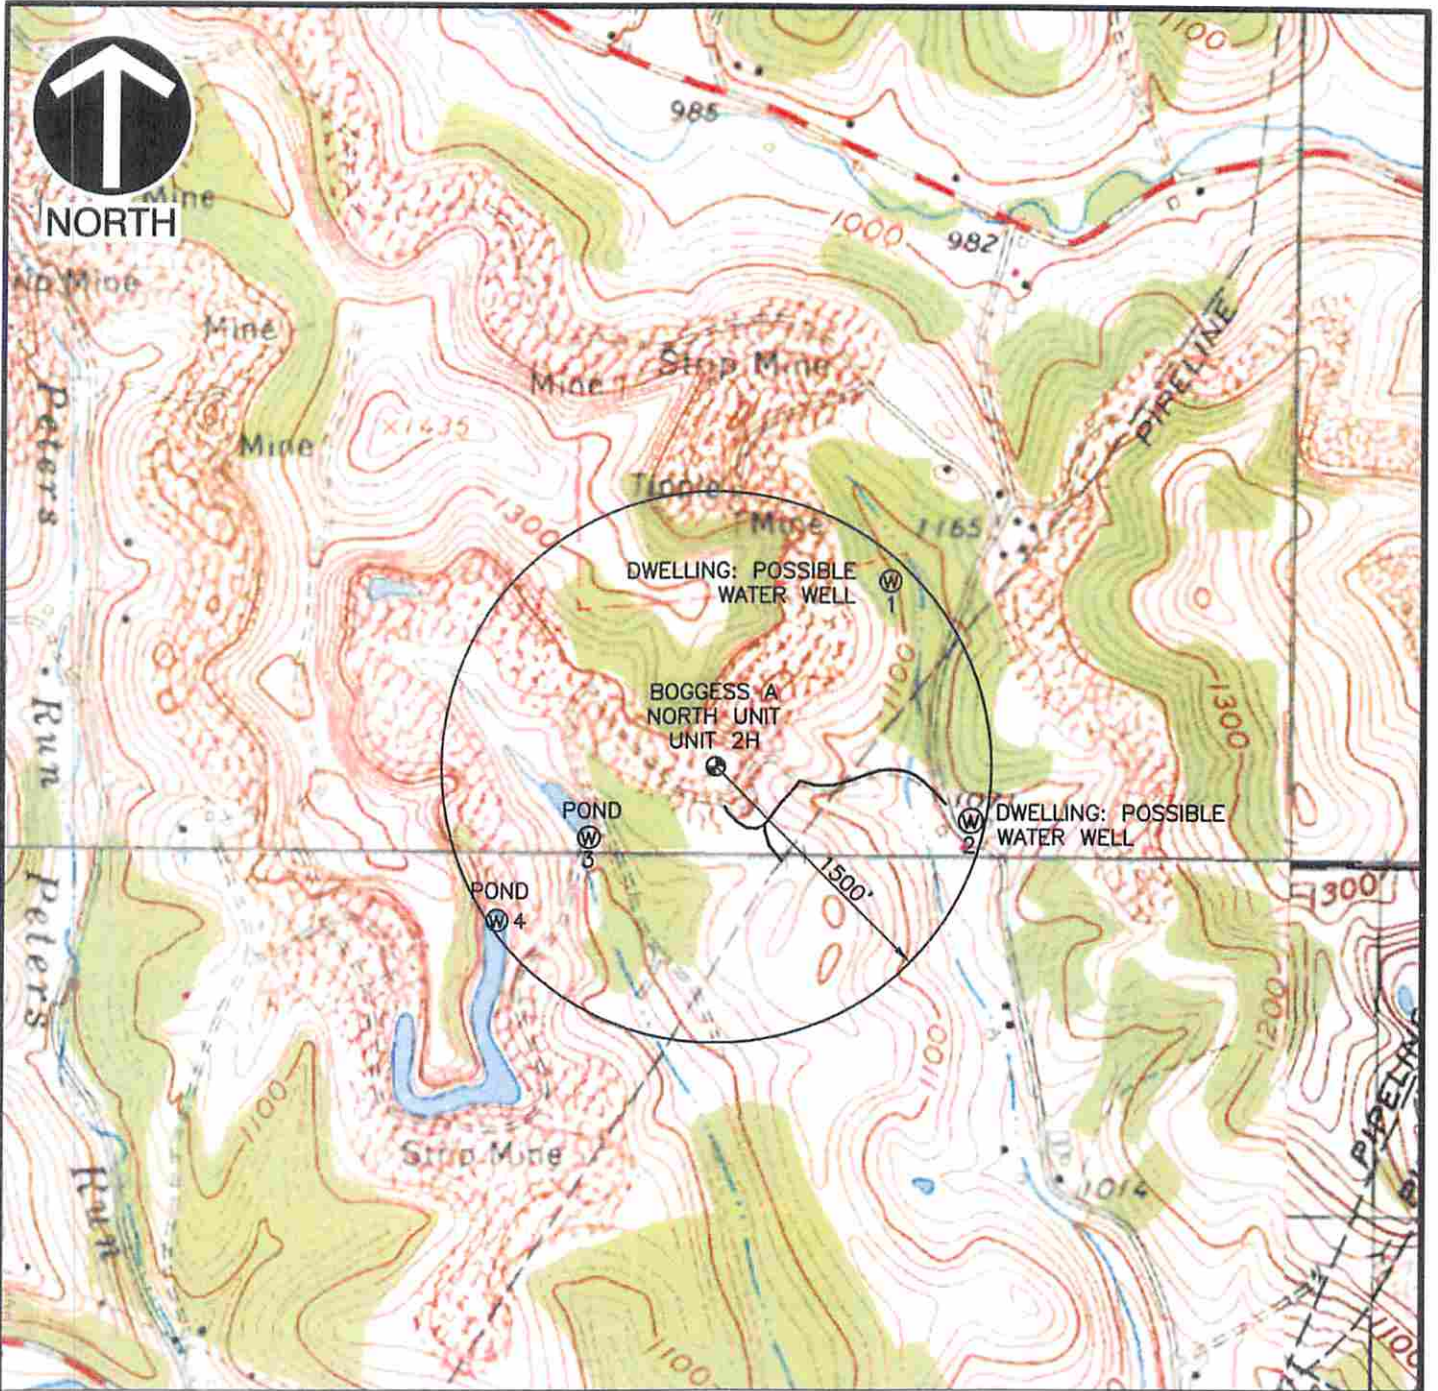 1100
985
Mine
NORTH
1000
982
Mine
Mine
PIPELINE
Mine
Strip Mine
Peters
×1435
Mine
Tipple
1300
Mine
1165
DWELLING: POSSIBLE
WATER WELL
W
1
1100
Run
BOGGESS A
NORTH UNIT
UNIT 2H
1300
POND
W
3
DWELLING: POSSIBLE
WATER WELL
W
2
1500'
POND
W 4
1300
Peters
1200
1100
1100
PIPELINE
Strip Mine
1014
Run
1100
1100